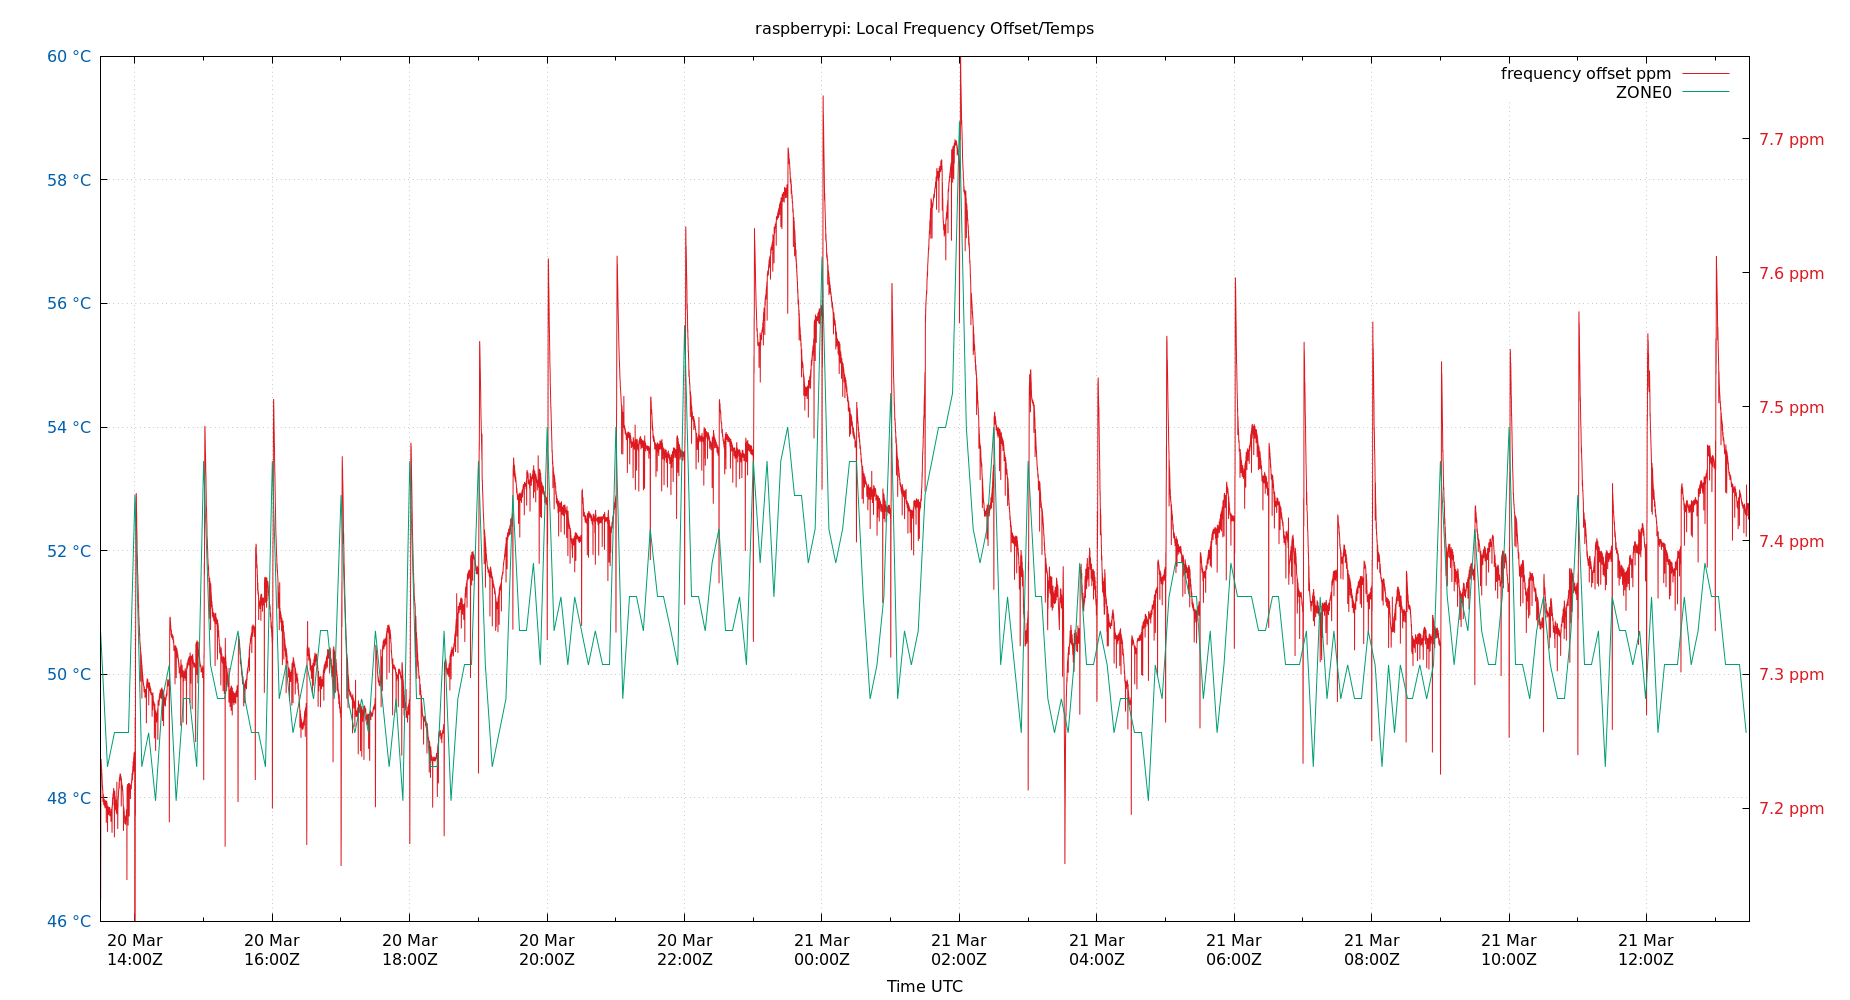 raspberrypi: Local Frequency Offset/Temps
frequency offset ppm
ZONE0
60 °C
58 °C
56 °C
54 °C
52 °C
50 °C
48 °C
46 °C
7.7 ppm
7.6 ppm
7.5 ppm
7.4 ppm
7.3 ppm
7.2 ppm
20 Mar
14:00Z
20 Mar
16:00Z
20 Mar
18:00Z
20 Mar
20:00Z
20 Mar
22:00Z
21 Mar
00:00Z
21 Mar
02:00Z
21 Mar
04:00Z
21 Mar
06:00Z
21 Mar
08:00Z
21 Mar
10:00Z
21 Mar
12:00Z
Time UTC